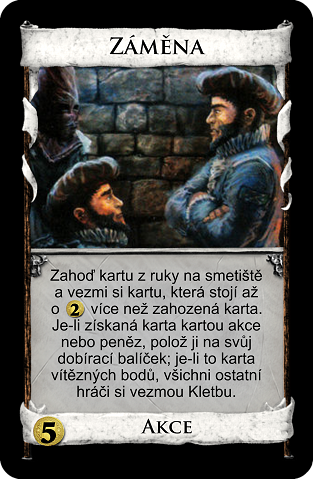 Záměna
Zahoď kartu z ruky na smetiště
a vezmi si kartu, která stojí až
o 2 více než zahozená karta.
Je-li získaná karta kartou akce
nebo peněz, polož ji na svůj
dobírací balíček; je-li to karta
vítězných bodů, všichni ostatní
hráči si vezmou Kletbu.
5
Akce